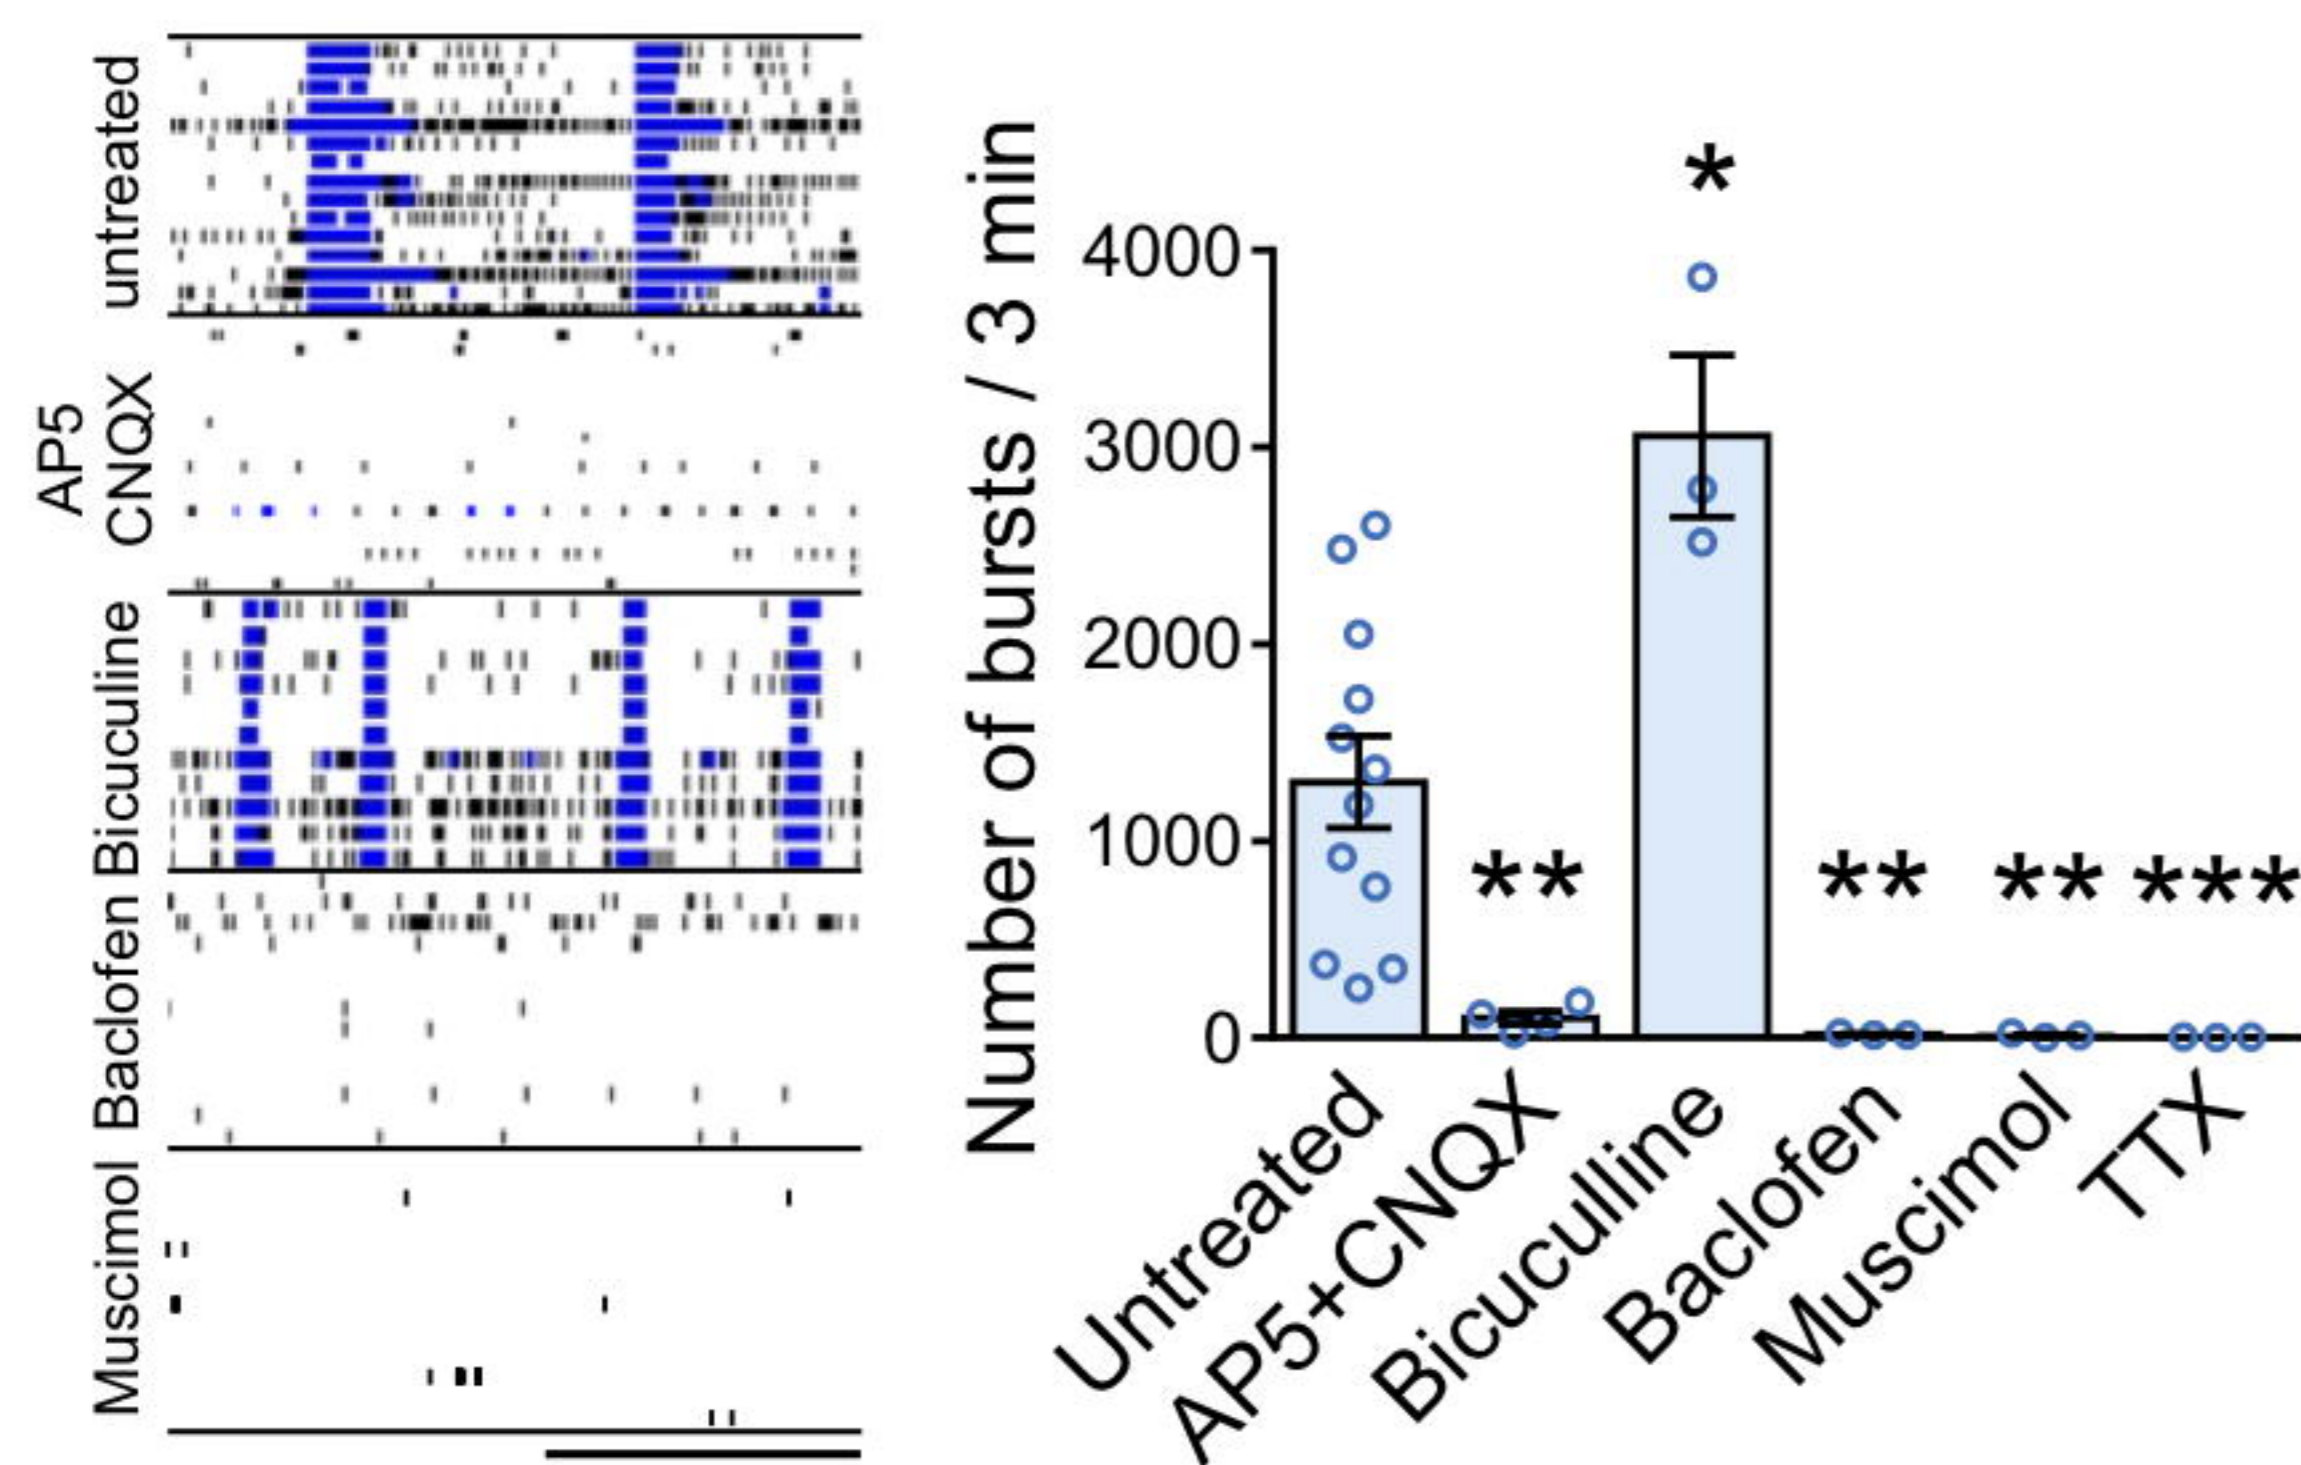 untreated
AP5
CNQX
Bicuculine
Baclofen
Muscimol
Number of bursts / 3 min
4000
3000
2000
1000
0
*
**
**
**
***
Untreated
AP5+CNQX
Bicuculline
Baclofen
Muscimol
TTX